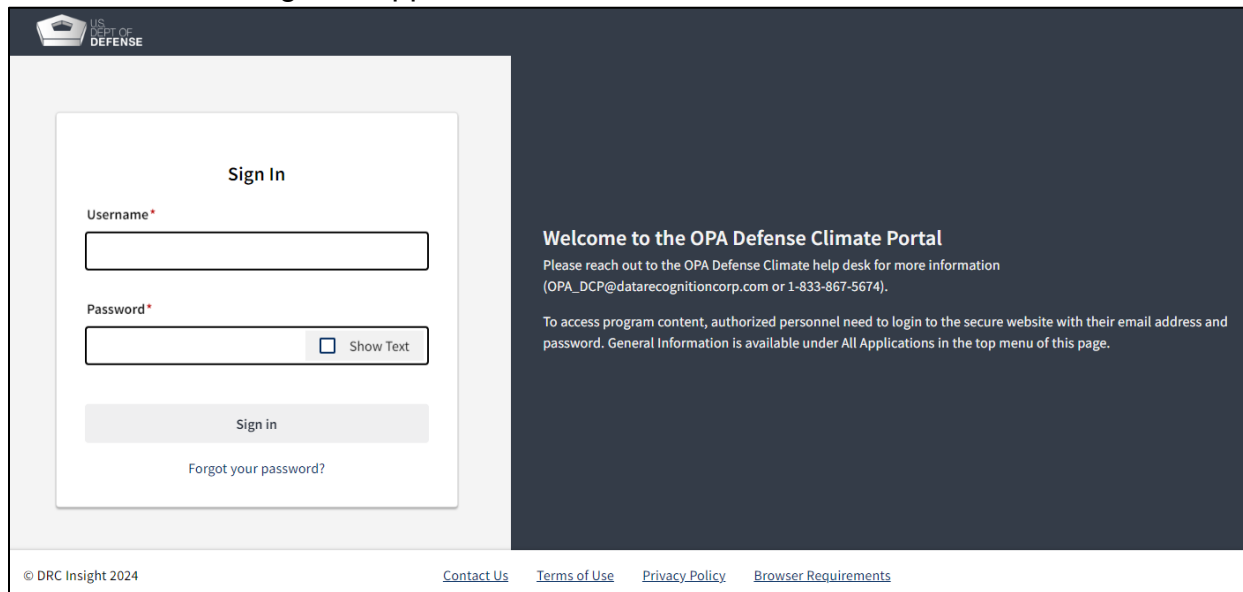 US
DEPT OF
DEFENSE
Sign In
Username*
Password*
Show Text
Sign in
Forgot your password?
Welcome to the OPA Defense Climate Portal
Please reach out to the OPA Defense Climate help desk for more information
(OPA_DCP@datarecognitioncorp.com or 1-833-867-5674).
To access program content, authorized personnel need to login to the secure website with their email address and
password. General Information is available under All Applications in the top menu of this page.
© DRC Insight 2024
Contact Us
Terms of Use
Privacy Policy
Browser Requirements